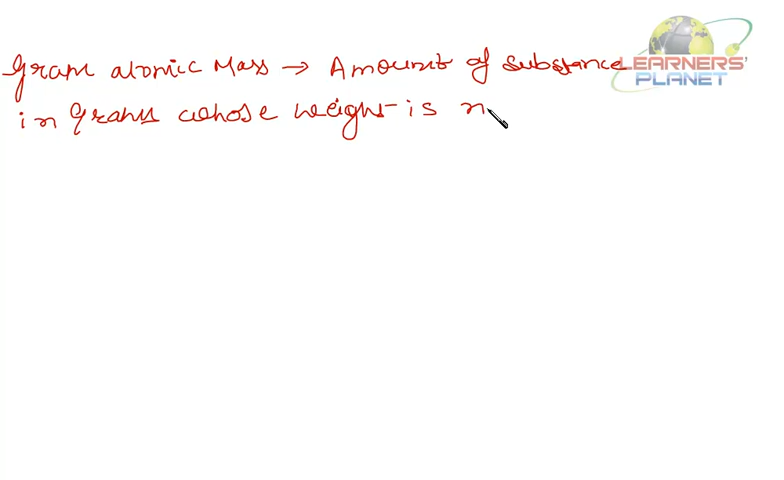 Gram atomic Mass → Amount of substance
in grams whose weight is n
LEARNERS'
PLANET